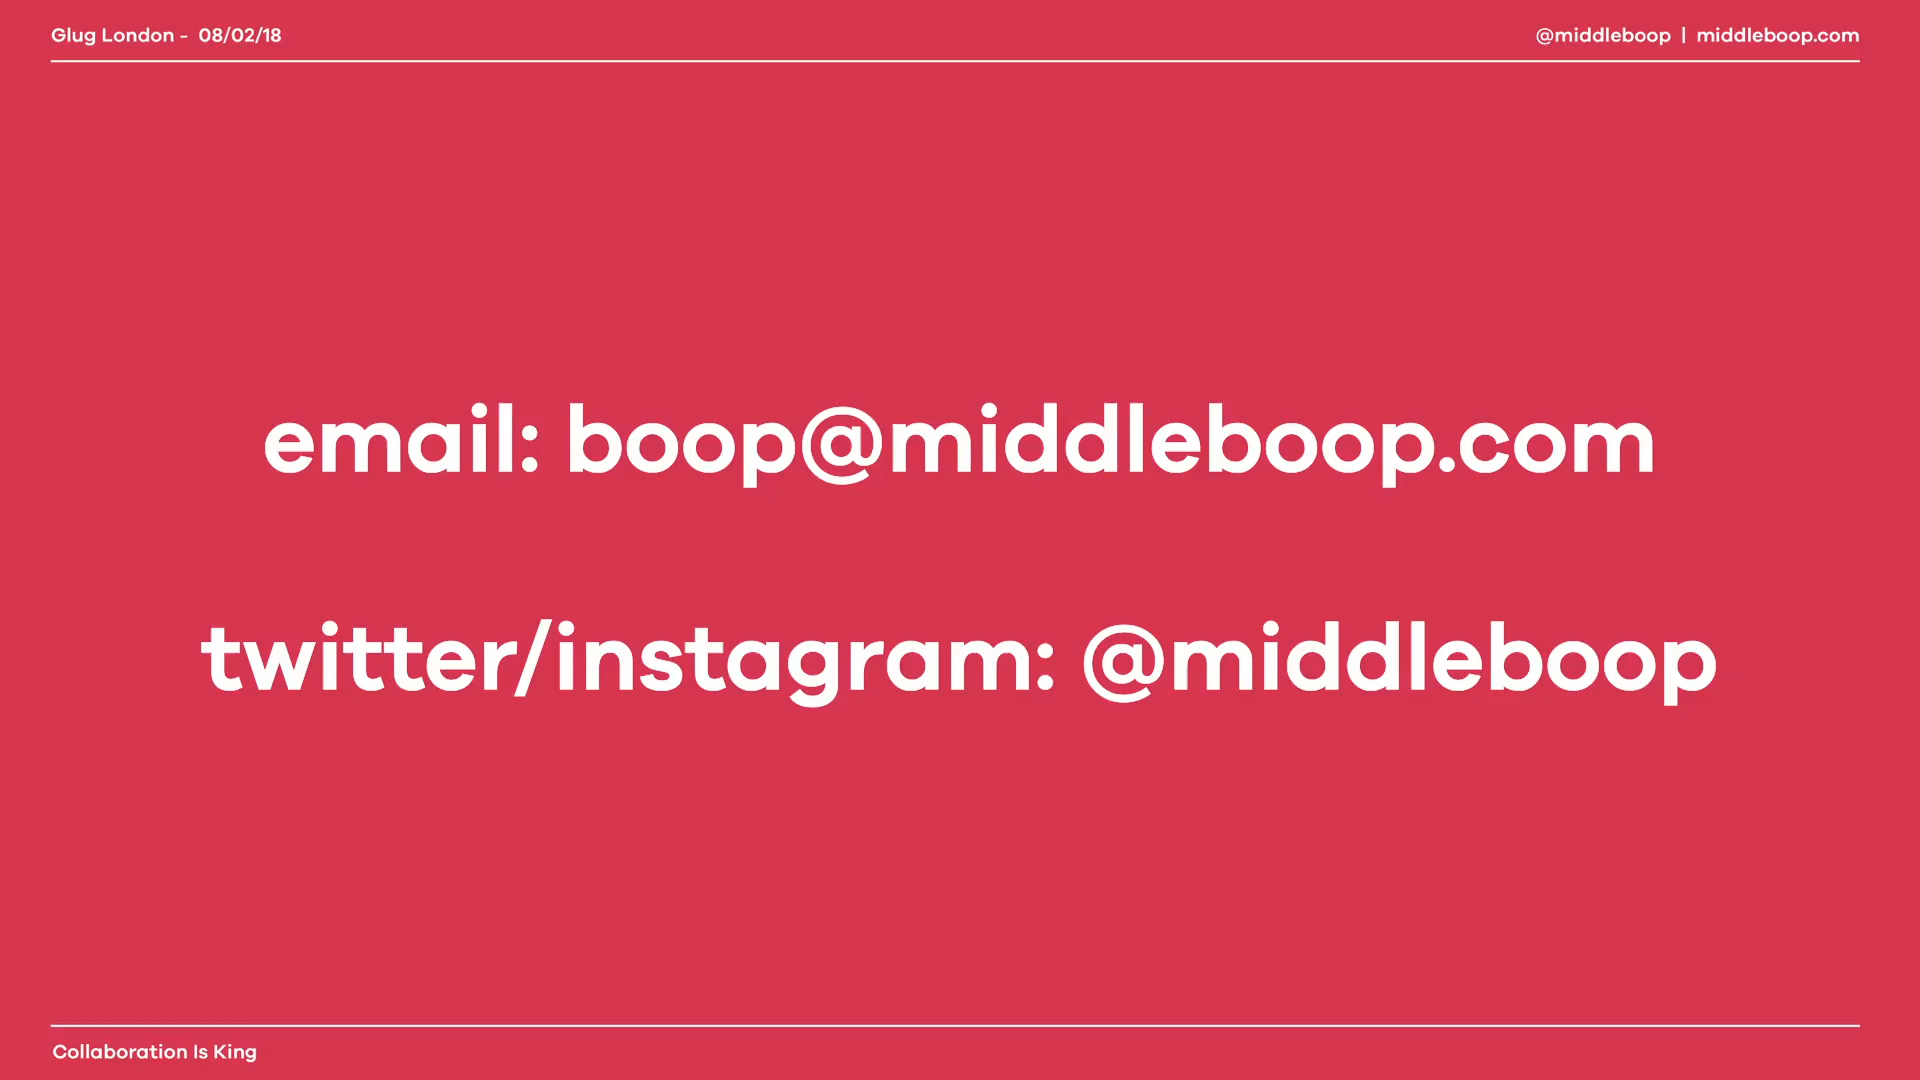 Glug London - 08/02/18
@middleboop | middleboop.com
email: boop@middleboop.com
twitter/instagram: @middleboop
Collaboration Is King